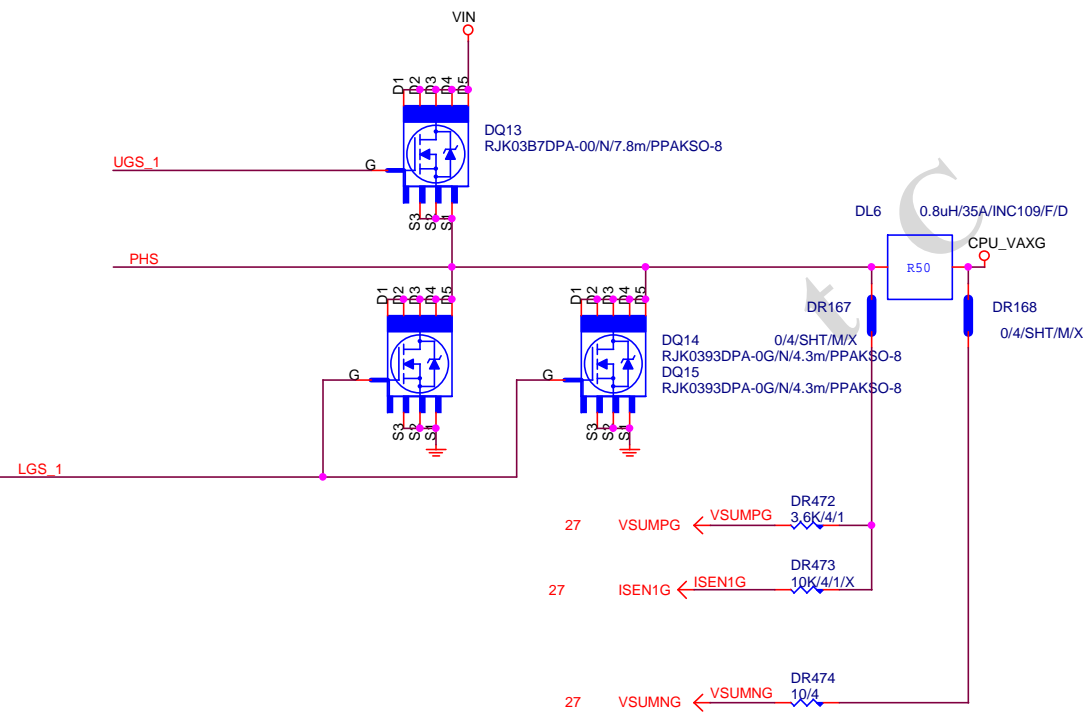 VIN
D1
D2
D3
D4
D5
DQ13
RJK03B7DPA-00/N/7.8m/PPAKSO-8
UGS_1
G
S3
S2
S1
t C
DL6
0.8uH/35A/INC109/F/D
CPU_VAXG
R50
PHS
D1
D2
D3
D4
D5
D1
D2
D3
D4
D5
DR167
0/4/SHT/M/X
DR168
0/4/SHT/M/X
DQ14
RJK0393DPA-0G/N/4.3m/PPAKSO-8
DQ15
RJK0393DPA-0G/N/4.3m/PPAKSO-8
G
G
S3
S2
S1
S3
S2
S1
LGS_1
27
VSUMPG
VSUMPG
DR472
3.6K/4/1
27
ISEN1G
ISEN1G
DR473
10K/4/1/X
27
VSUMNG
VSUMNG
DR474
10/4